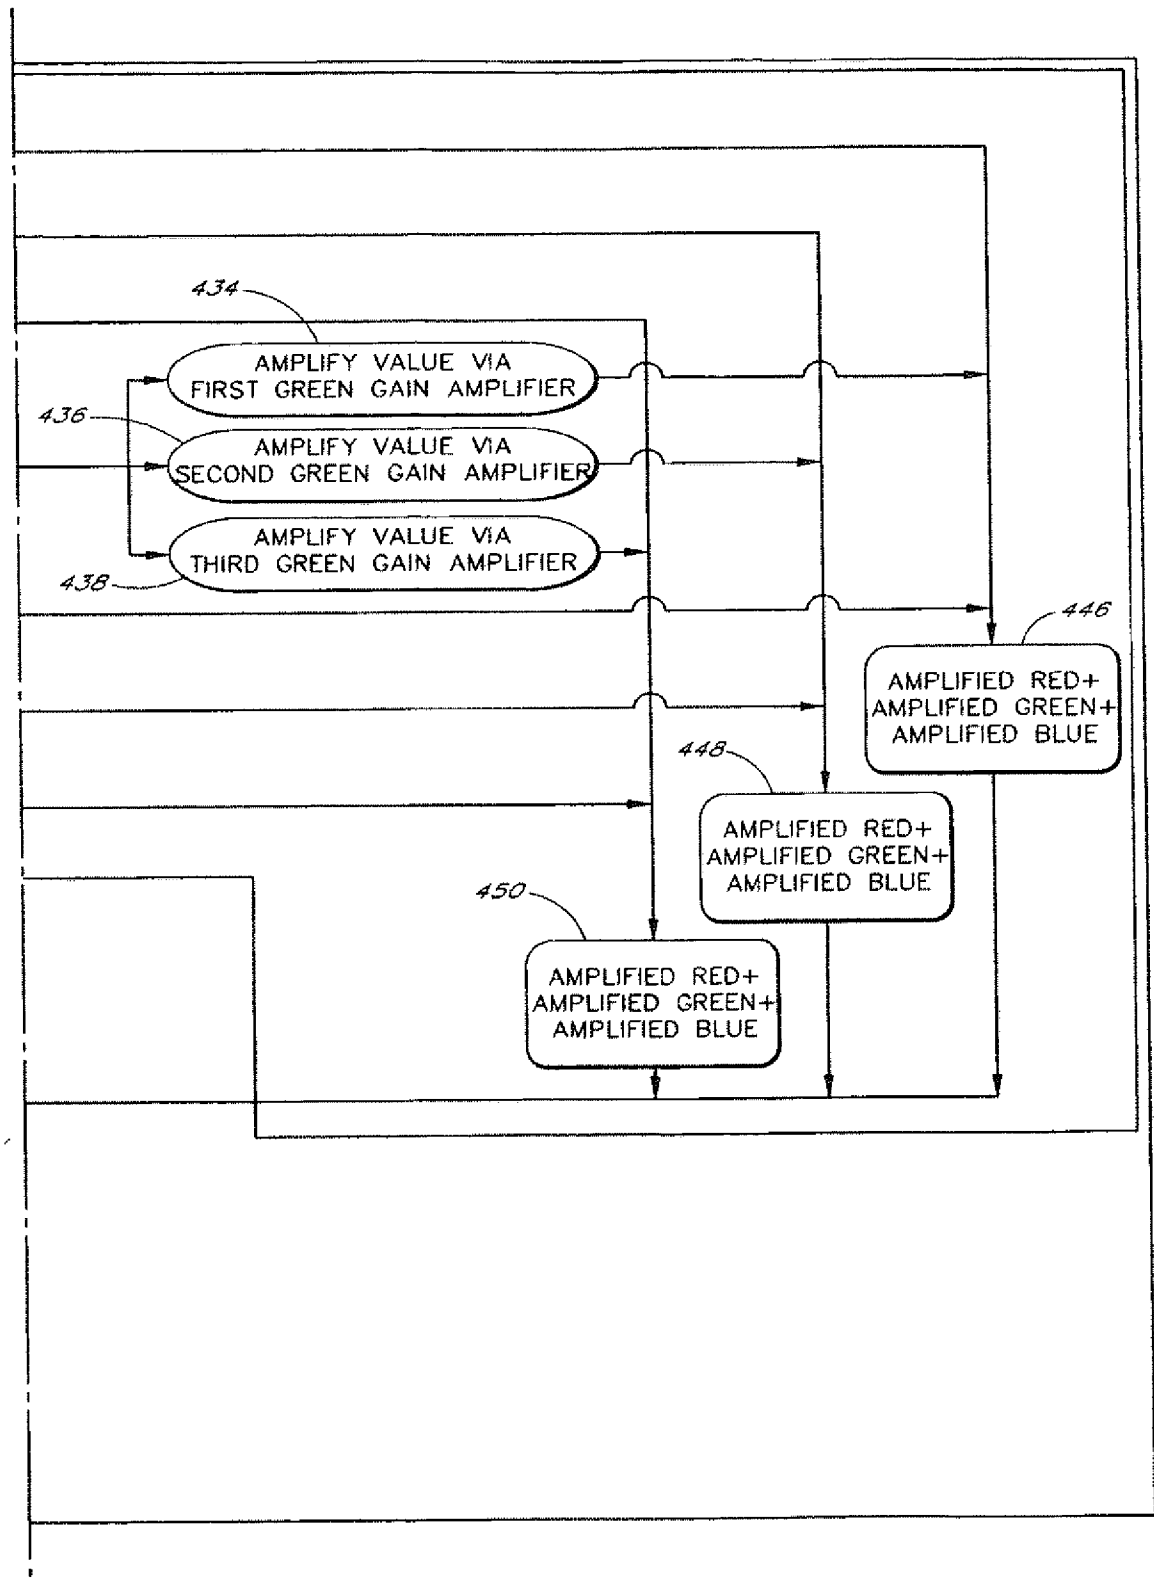 434
AMPLIFY VALUE VIA
FIRST GREEN GAIN AMPLIFIER
436
AMPLIFY VALUE VIA
SECOND GREEN GAIN AMPLIFIER
AMPLIFY VALUE VIA
THIRD GREEN GAIN AMPLIFIER
438
446
AMPLIFIED RED+
AMPLIFIED GREEN+
AMPLIFIED BLUE
448
AMPLIFIED RED+
AMPLIFIED GREEN+
AMPLIFIED BLUE
450
AMPLIFIED RED+
AMPLIFIED GREEN+
AMPLIFIED BLUE